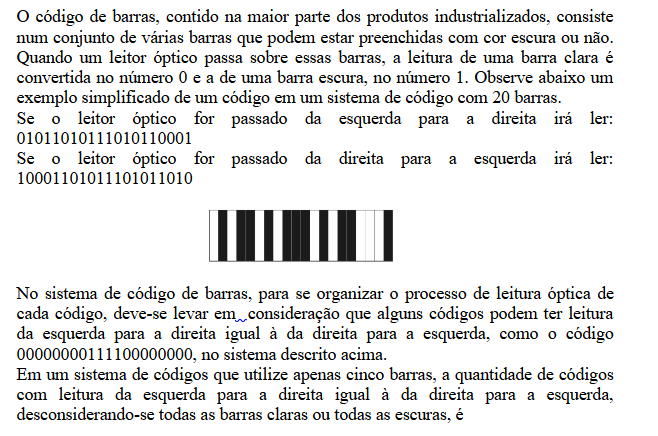 O código de barras, contido na maior parte dos produtos industrializados, consiste
num conjunto de várias barras que podem estar preenchidas com cor escura ou não.
Quando um leitor óptico passa sobre essas barras, a leitura de uma barra clara é
convertida no número 0 e a de uma barra escura, no número 1. Observe abaixo um
exemplo simplificado de um código em um sistema de código com 20 barras.
Se o leitor óptico for passado da esquerda para a direita irá ler:
01011010111010110001
Se o leitor óptico for passado da direita para a esquerda irá ler:
10001101011101011010
No sistema de código de barras, para se organizar o processo de leitura óptica de
cada código, deve-se levar em consideração que alguns códigos podem ter leitura
da esquerda para a direita igual à da direita para a esquerda, como o código
00000000111100000000, no sistema descrito acima.
Em um sistema de códigos que utilize apenas cinco barras, a quantidade de códigos
com leitura da esquerda para a direita igual à da direita para a esquerda,
desconsiderando-se todas as barras claras ou todas as escuras, é